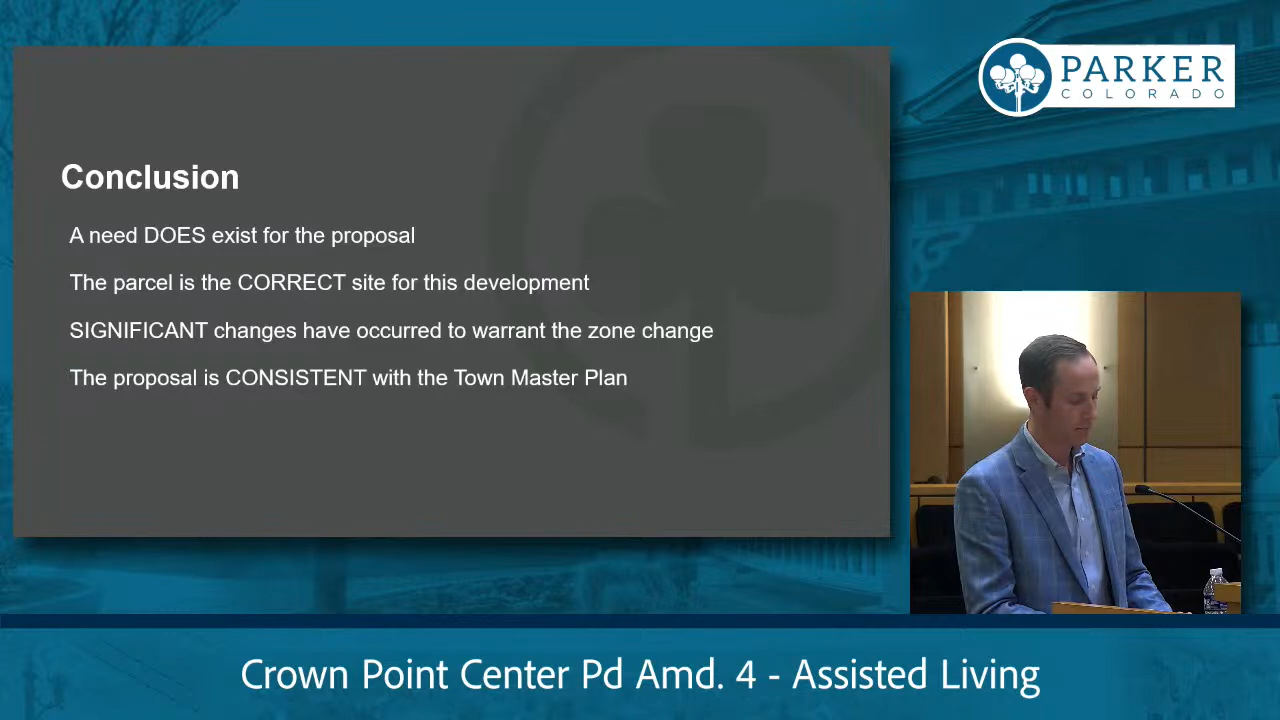 PARKER
COLORADO
Conclusion
A need DOES exist for the proposal
The parcel is the CORRECT site for this development
SIGNIFICANT changes have occurred to warrant the zone change
The proposal is CONSISTENT with the Town Master Plan
Crown Point Center Pd Amd. 4 - Assisted Living